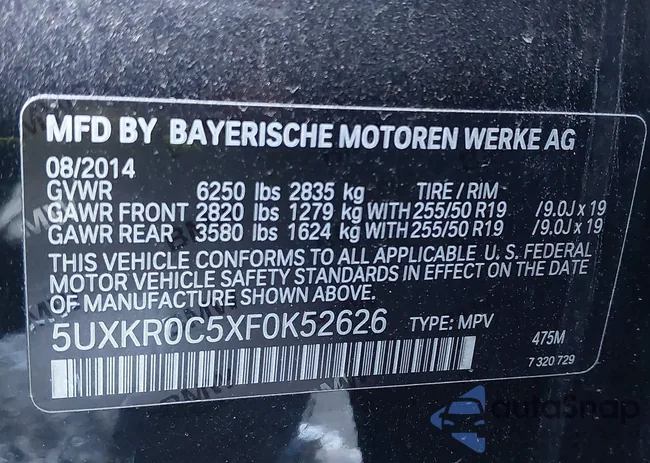 MFD BY BAYERISCHE MOTOREN WERKE AG
08/2014
GVWR 6250 lbs 2835 kg TIRE / RIM
GAWR FRONT 2820 lbs 1279 kg WITH 255/50 R19 /9.0J x 19
GAWR REAR 3580 lbs 1624 kg WITH 255/50 R19 /9.0J x 19
THIS VEHICLE CONFORMS TO ALL APPLICABLE U. S. FEDERAL
MOTOR VEHICLE SAFETY STANDARDS IN EFFECT ON THE DATE
OF MANUFACTURE SHOWN ABOVE.
5UXKR0C5XF0K52626 TYPE: MPV 475M
7 320 729
autoSnap